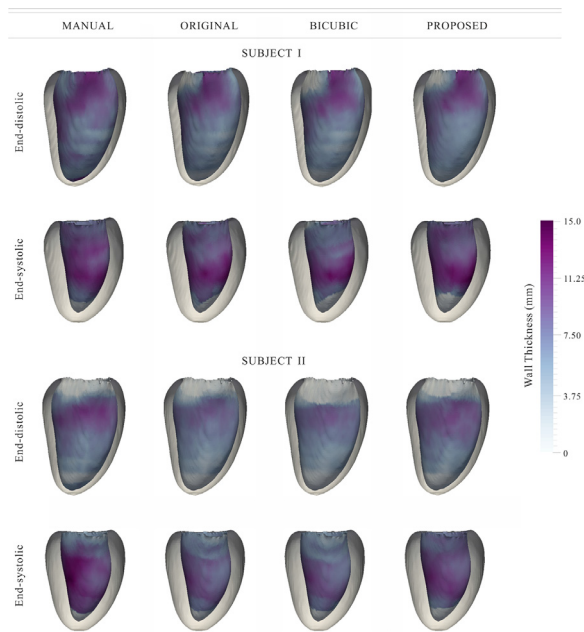 MANUAL ORIGINAL BICUBIC PROPOSED
SUBJECT I
End-distolic
End-systolic
SUBJECT II
End-distolic
End-systolic
Wall Thickness (mm)
15.0
11.25
7.50
3.75
0